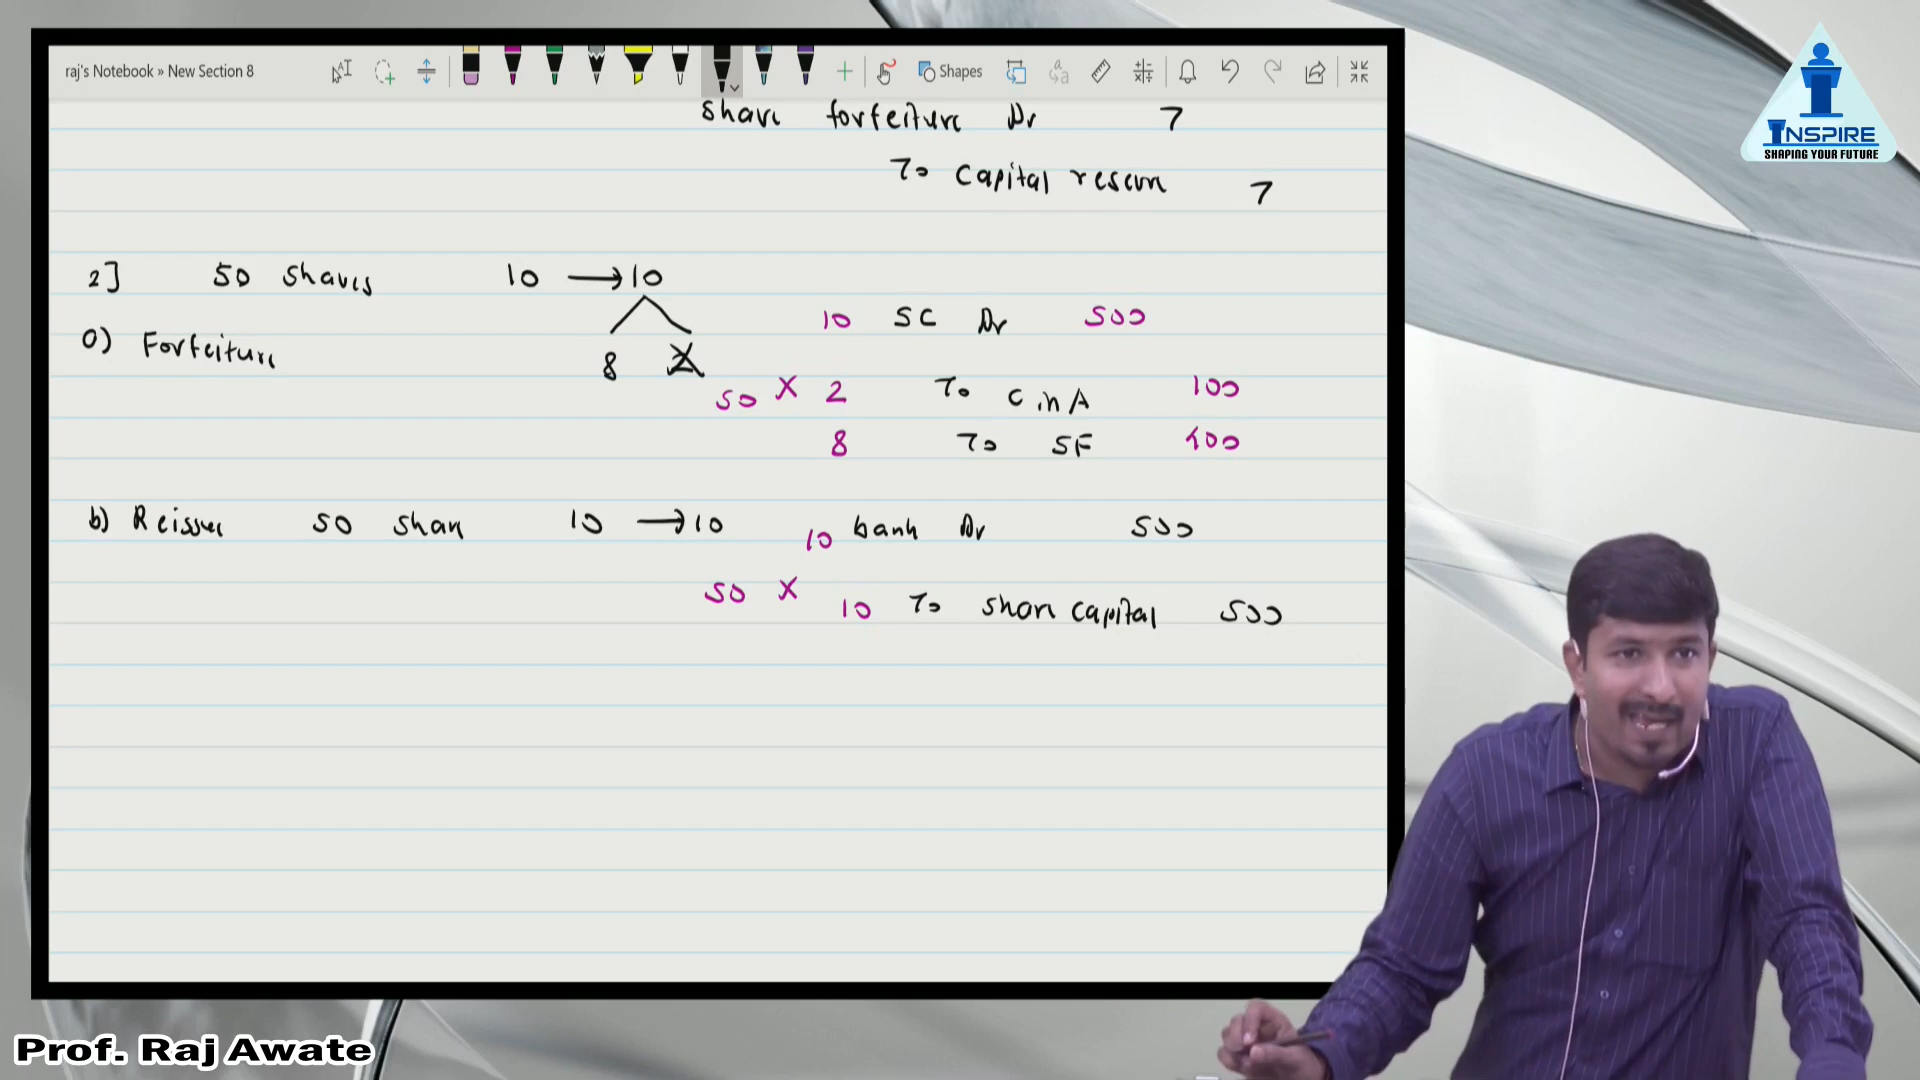 raj's Notebook » New Section 8
Shapes
INSPIRE
SHAPING YOUR FUTURE
Share forfeiture Dr 7
To Capital reserve 7
2] 50 Shares 10 → 10
8 2
a) Forfeiture
10 SC Dr 500
50 X 2 To C in A 100
8 To SF 400
b) Reissue 50 Share 10 → 10
10 bank Dr 500
50 X 10 To Share Capital 500
Prof. Raj Awate